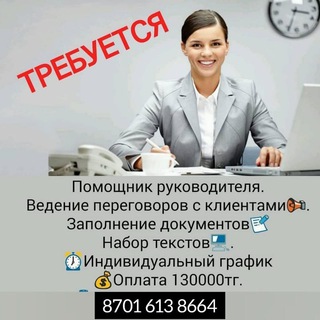 ТРЕБУЕТСЯ
Помощник руководителя.
Ведение переговоров с клиентами.
Заполнение документов
Набор текстов.
Индивидуальный график
Оплата 130000тг.
8701 613 8664